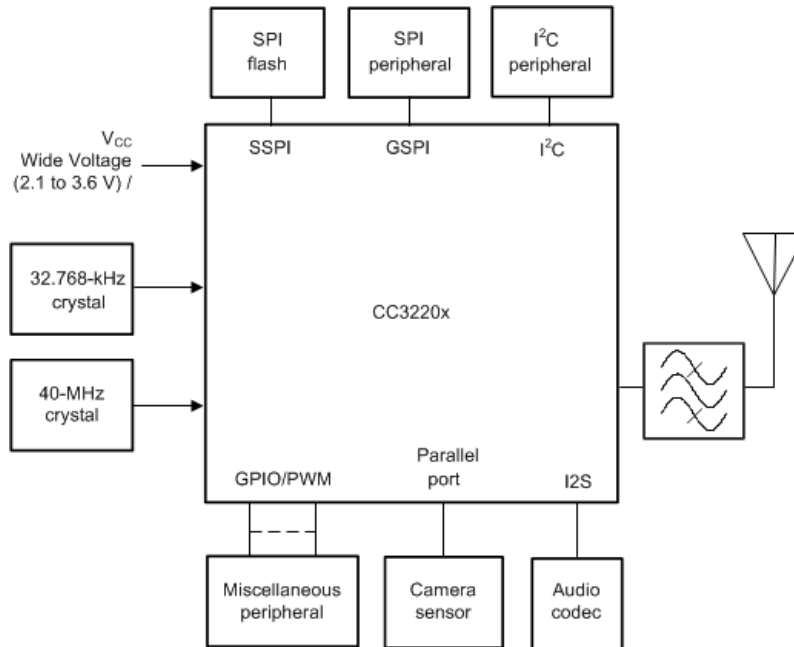 SPI
flash
SPI
peripheral
I²C
peripheral
V_CC
Wide Voltage
(2.1 to 3.6 V) /
SSPI
GSPI
I²C
32.768-kHz
crystal
CC3220x
40-MHz
crystal
GPIO/PWM
Parallel
port
I2S
Miscellaneous
peripheral
Camera
sensor
Audio
codec